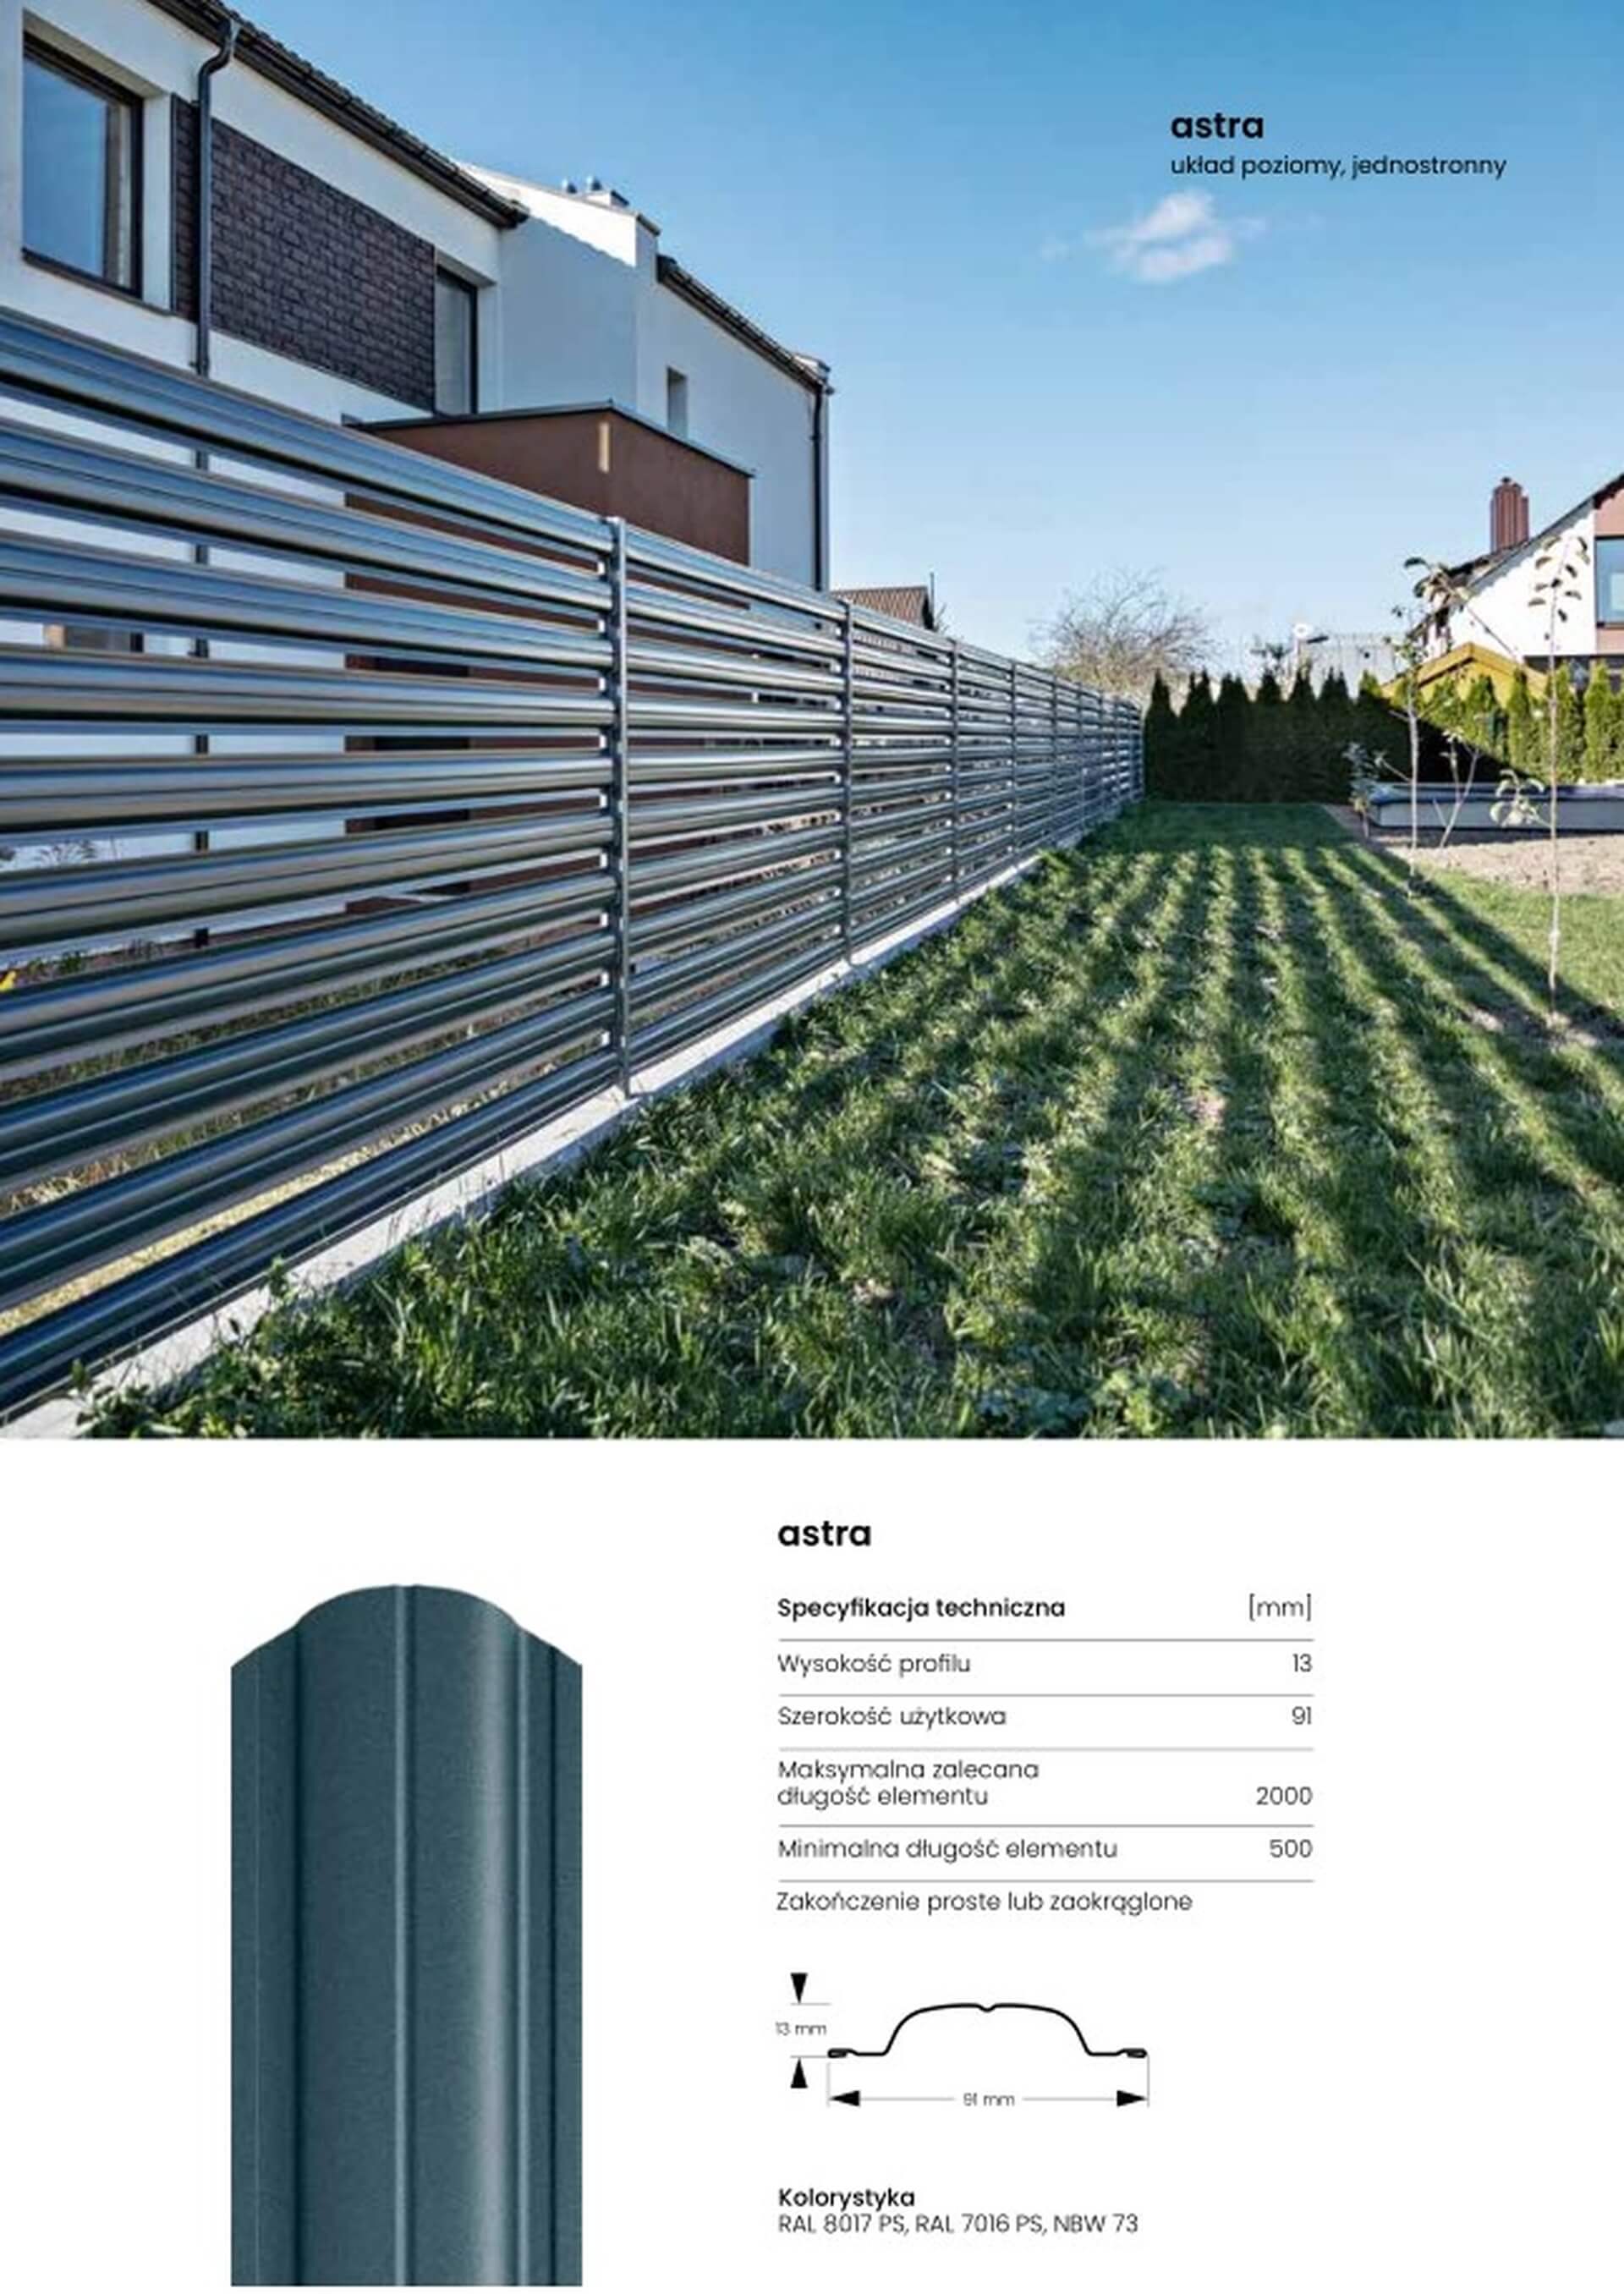 astra
układ poziomy, jednostronny
astra
Specyfikacja techniczna [mm]
Wysokość profilu 13
Szerokość użytkowa 91
Maksymalna zalecana
długość elementu 2000
Minimalna długość elementu 500
Zakończenie proste lub zaokrąglone
13 mm
91 mm
Kolorystyka
RAL 8017 PS, RAL 7016 PS, NBW 73